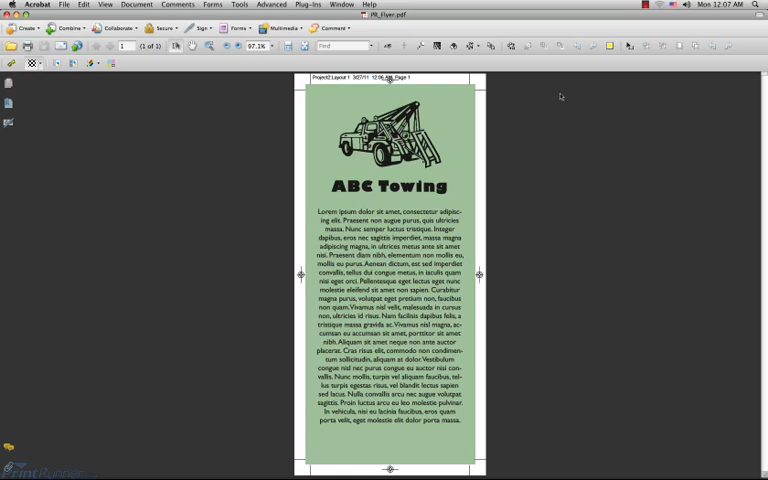 Acrobat File Edit View Document Comments Forms Tools Advanced Plug-Ins Window Help
Mon 12:07 AM
PR_Flyer.pdf
Create Combine Collaborate Secure Sign Forms Multimedia Comment
1 (1 of 1) 97.1% Find
Project2:Layout 1 3/27/11 12:06 AM Page 1
ABC Towing
Lorem ipsum dolor sit amet, consectetur adipisc-
ing elit. Praesent non augue purus, quis ultricies
massa. Nunc semper luctus tristique. Integer
dapibus, eros nec sagittis imperdiet, massa magna
adipiscing magna, in ultrices metus ante sit amet
nisi. Praesent diam nibh, elementum non mollis eu,
mollis eu purus. Aenean dictum, est sed imperdiet
convallis, tellus dui congue metus, in iaculis quam
nisi eget orci. Pellentesque eget lectus eget nunc
molestie eleifend sit amet non sapien. Curabitur
magna purus, volutpat eget pretium non, faucibus
non quam. Vivamus nisl velit, malesuada in cursus
non, ultricies id risus. Nam facilisis dapibus felis, a
tristique massa gravida ac. Vivamus nisl magna, ac-
cumsan eu accumsan sit amet, porttitor sit amet
nibh. Aliquam sit amet neque non ante auctor
placerat. Cras risus elit, commodo non condimen-
tum sollicitudin, aliquam at dolor. Vestibulum
congue nisl nec purus congue eu auctor nisi con-
vallis. Nunc mollis, turpis vel aliquam faucibus, tel-
lus turpis egestas risus, vel blandit lectus sapien
sed lacus. Nulla convallis arcu nec augue volutpat
sagittis. Proin luctus arcu eu leo molestie pulvinar.
In vehicula, nisi eu lacinia faucibus, eros quam
porta velit, eget molestie elit dolor porta massa.
PrintRunner